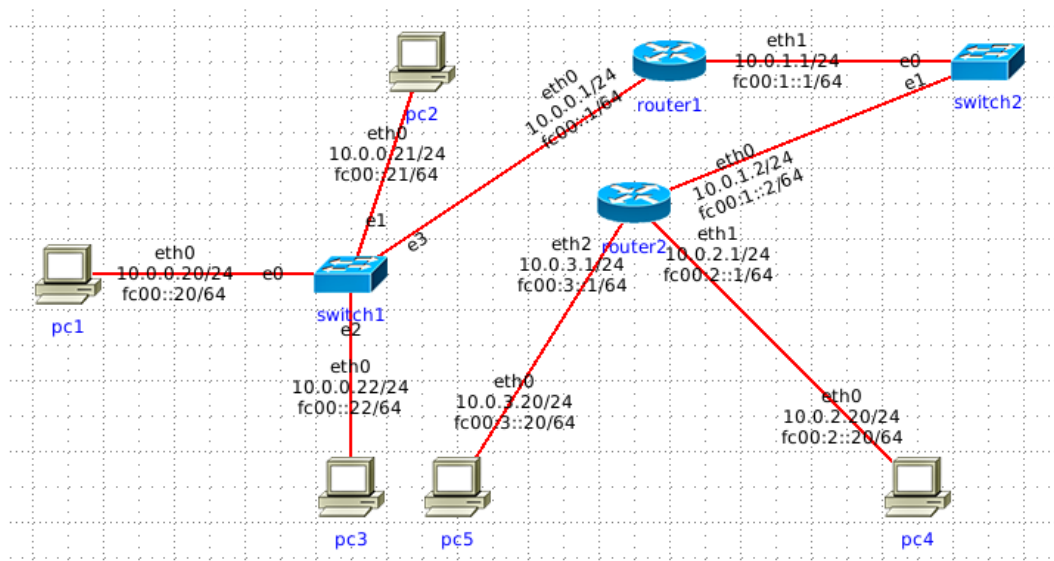 pc2
eth0
10.0.0.21/24
fc00::21/64
e1
eth0
10.0.0.1/24
fc00::1/64
e3
router1
eth1
10.0.1.1/24
fc00:1::1/64
e0
e1
switch2
eth0
10.0.1.2/24
fc00:1::2/64
router2
eth2
10.0.3.1/24
fc00:3::1/64
eth1
10.0.2.1/24
fc00:2::1/64
eth0
10.0.0.20/24
fc00::20/64
e0
pc1
switch1
e2
eth0
10.0.0.22/24
fc00::22/64
pc3
eth0
10.0.3.20/24
fc00:3::20/64
pc5
eth0
10.0.2.20/24
fc00:2::20/64
pc4